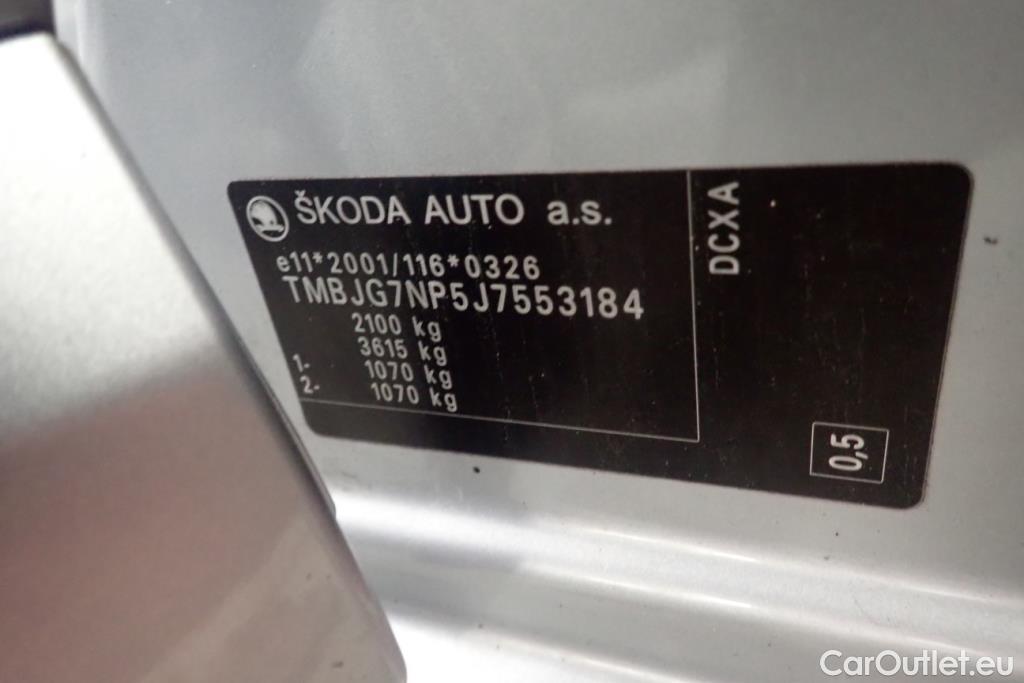 ŠKODA AUTO a.s.
e11*2001/116*0326
TMBJG7NP5J7553184
2100 kg
3615 kg
1- 1070 kg
2- 1070 kg
DCXA
0,5
CarOutlet.eu